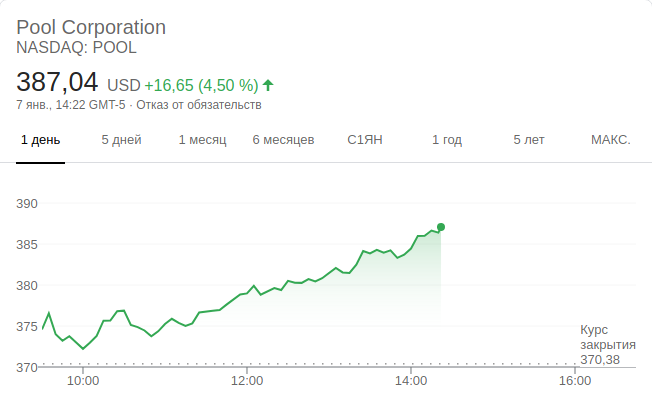 Pool Corporation
NASDAQ: POOL
387,04 USD +16,65 (4,50 %)
7 янв., 14:22 GMT-5 · Отказ от обязательств
1 день 5 дней 1 месяц 6 месяцев С1ЯН 1 год 5 лет МАКС.
390
385
380
375
370
Курс
закрытия
370,38
10:00 12:00 14:00 16:00